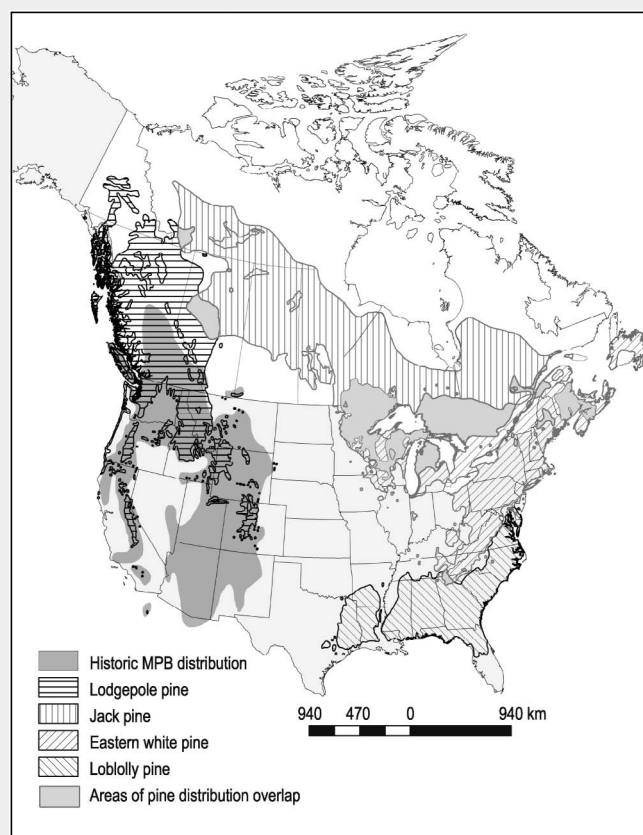 Historic MPB distribution
Lodgepole pine
Jack pine
Eastern white pine
Loblolly pine
Areas of pine distribution overlap
940 470 0 940 km